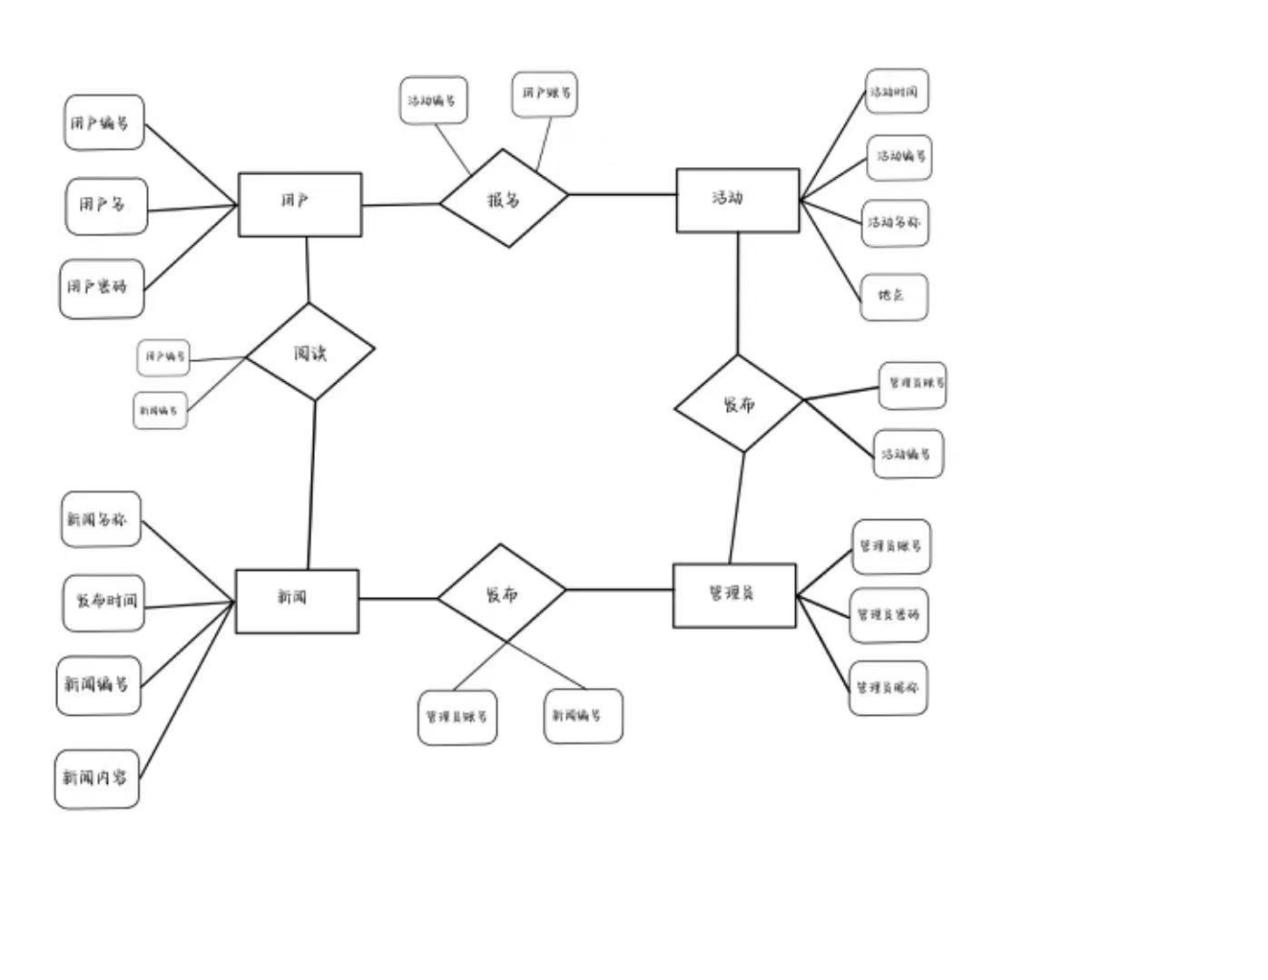 活动编号
用户账号
活动时间
用户编号
活动编号
用户名
用户
报名
活动
活动名称
用户密码
地点
阅读
用户编号
新闻编号
管理员账号
发布
活动编号
新闻名称
管理员账号
发布时间
新闻
发布
管理员
管理员密码
新闻编号
管理员昵称
管理员账号
新闻编号
新闻内容